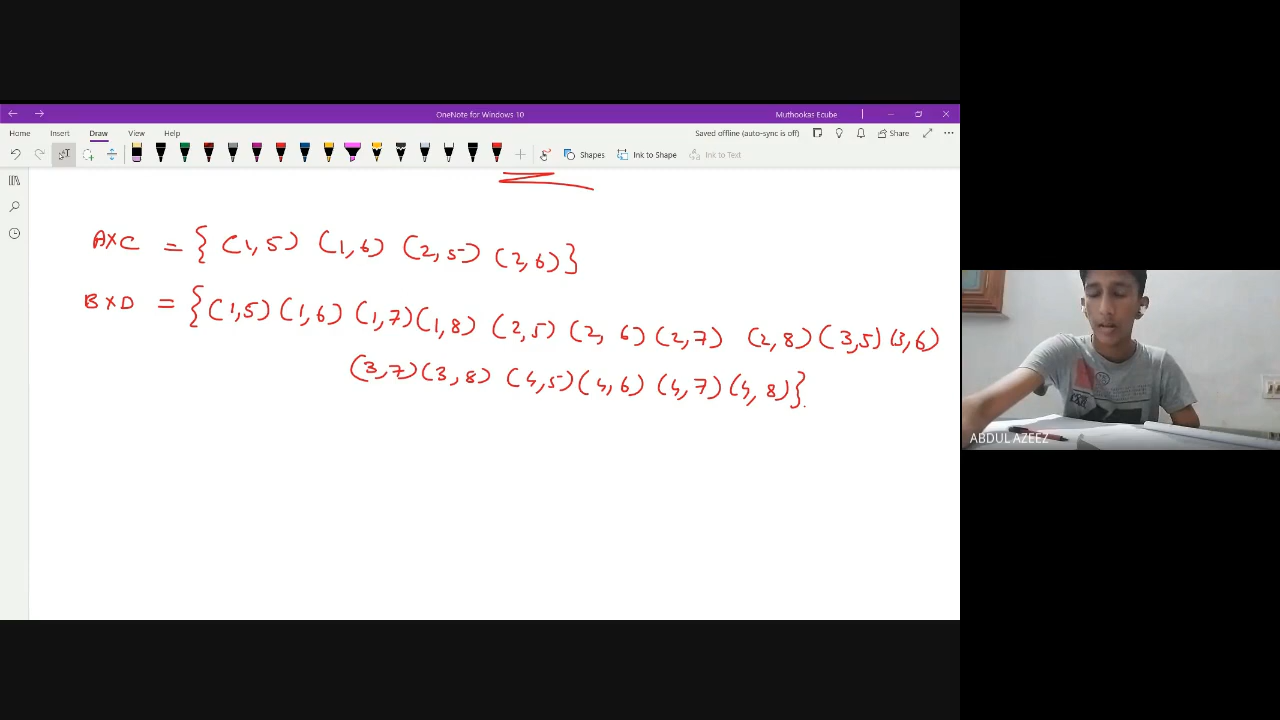 OneNote for Windows 10
Muthookas Ecube
Home Insert Draw View Help
Saved offline (auto-sync is off)
Share
Shapes
Ink to Shape
Ink to Text
A×C = { (1,5) (1,6) (2,5) (2,6)}
B×D = {(1,5) (1,6) (1,7) (1,8) (2,5) (2, 6) (2,7) (2,8) (3,5) (3,6)
(3,7) (3,8) (4,5) (4,6) (4,7) (4,8)}.
ABDUL AZEEZ